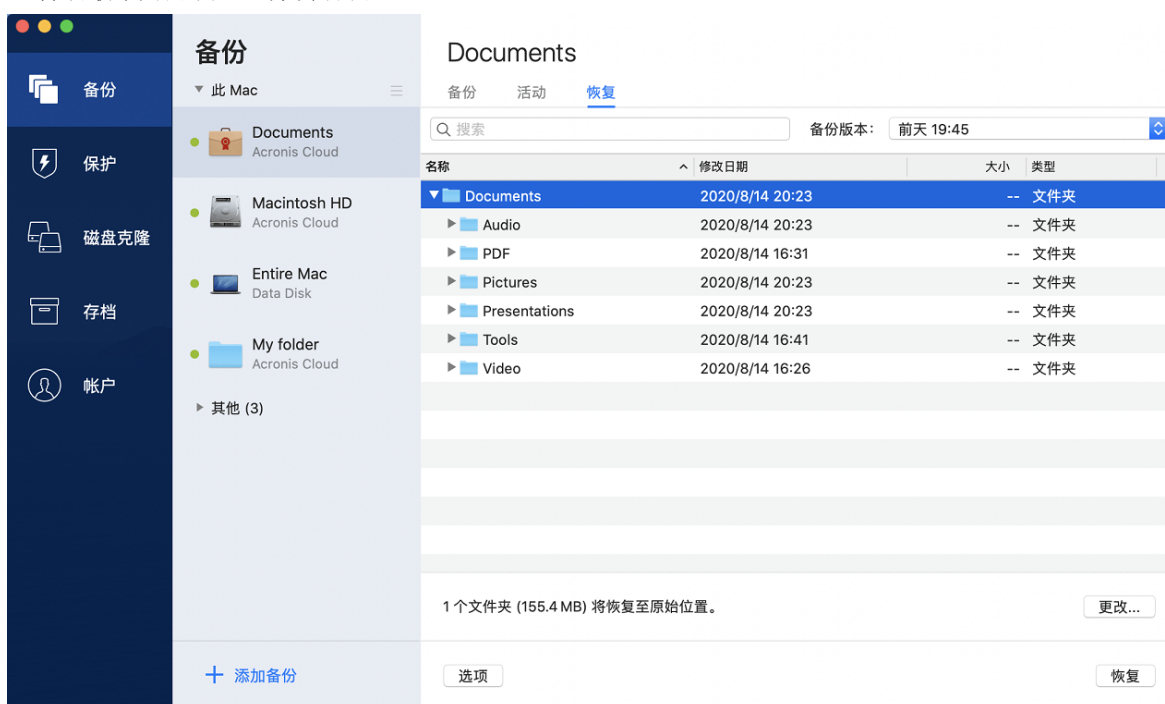 备份
保护
磁盘克隆
存档
帐户
备份
此 Mac
Documents
Acronis Cloud
Macintosh HD
Acronis Cloud
Entire Mac
Data Disk
My folder
Acronis Cloud
其他 (3)
添加备份
Documents
备份 活动 恢复
搜索 备份版本： 前天 19:45
名称 修改日期 大小 类型
Documents 2020/8/14 20:23 -- 文件夹
Audio 2020/8/14 20:23 -- 文件夹
PDF 2020/8/14 16:31 -- 文件夹
Pictures 2020/8/14 20:23 -- 文件夹
Presentations 2020/8/14 20:23 -- 文件夹
Tools 2020/8/14 16:41 -- 文件夹
Video 2020/8/14 16:26 -- 文件夹
1 个文件夹 (155.4 MB) 将恢复至原始位置。 更改...
选项 恢复